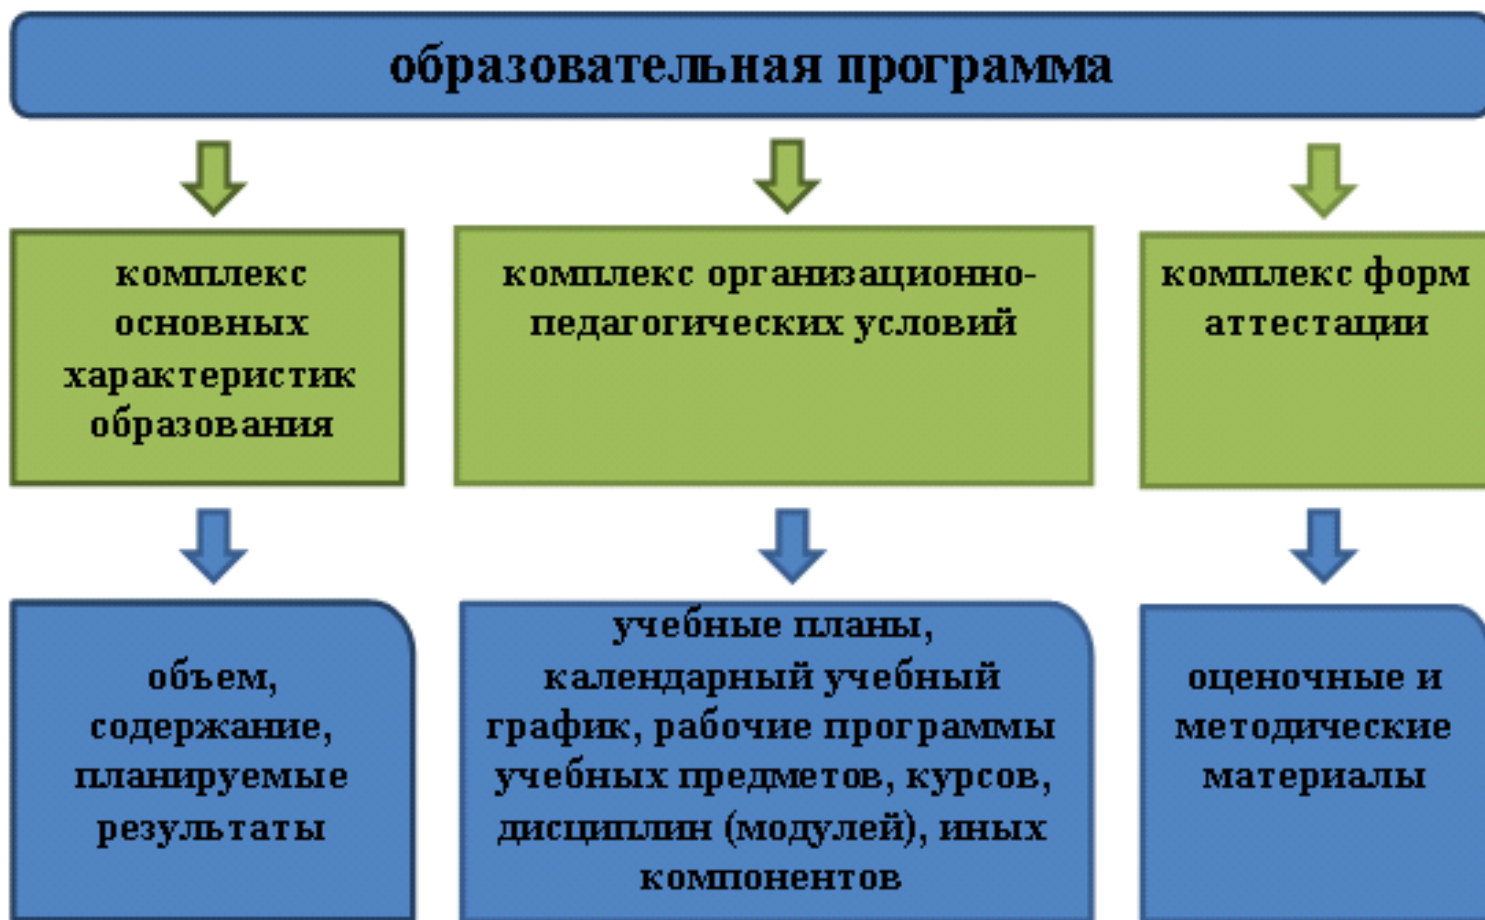 образовательная программа
комплекс
основных
характеристик
образования
комплекс организационно-
педагогических условий
комплекс форм
аттестации
объем,
содержание,
планируемые
результаты
учебные планы,
календарный учебный
график, рабочие программы
учебных предметов, курсов,
дисциплин (модулей), иных
компонентов
оценочные и
методические
материалы